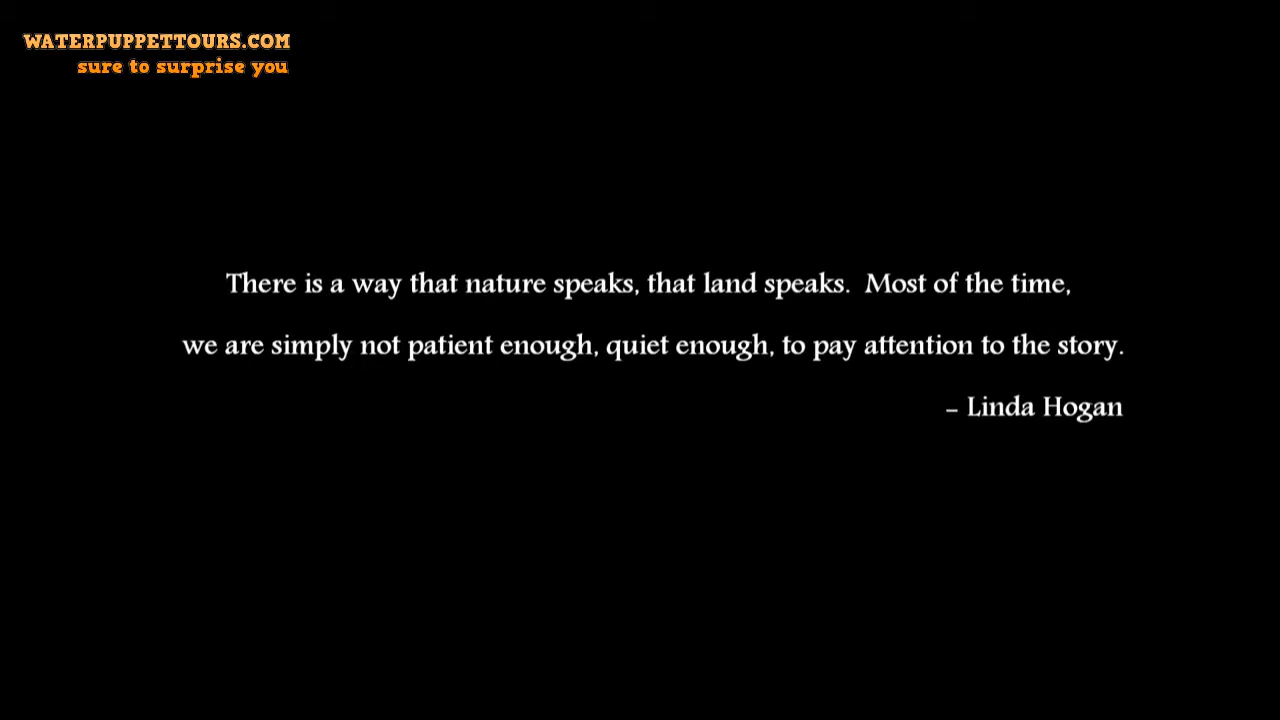 WATERPUPPETTOURS.COM
sure to surprise you
There is a way that nature speaks, that land speaks.  Most of the time,
we are simply not patient enough, quiet enough, to pay attention to the story.
– Linda Hogan